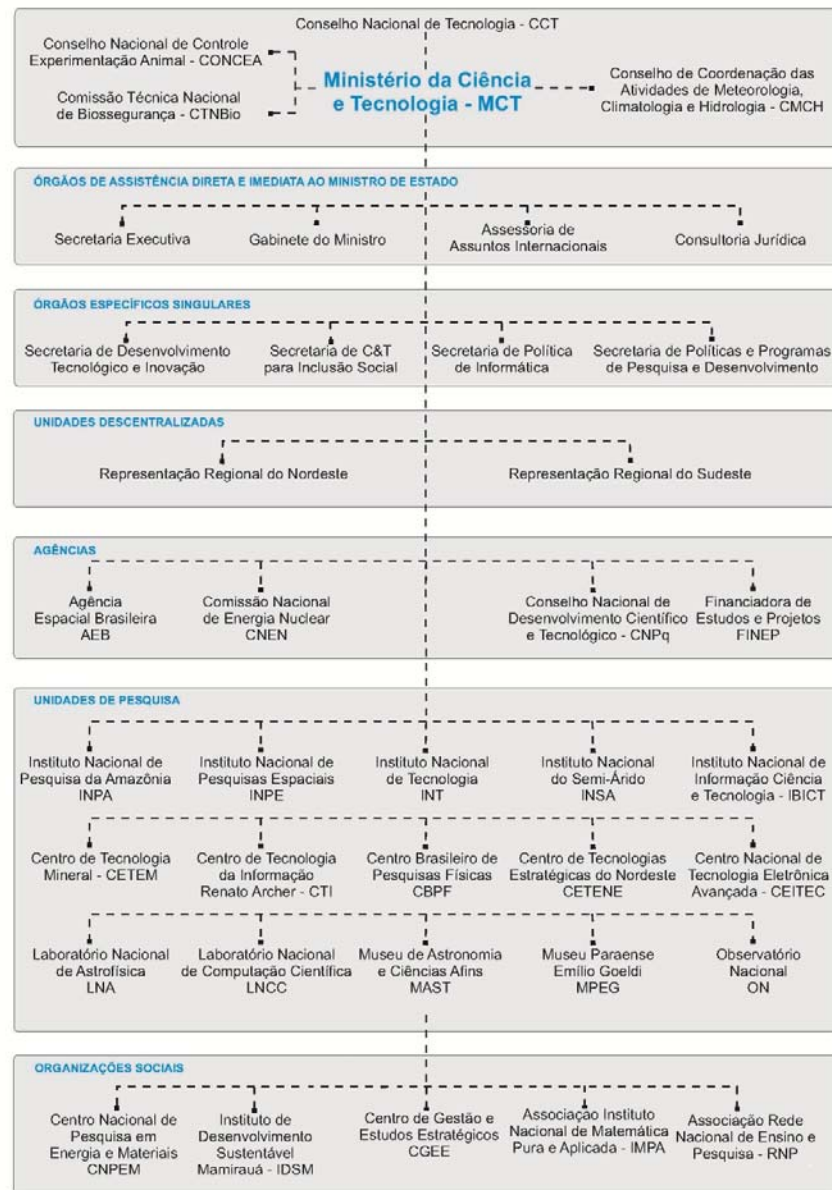 Conselho Nacional de Tecnologia - CCT
Conselho Nacional de Controle
Experimentação Animal - CONCEA
Comissão Técnica Nacional
de Biossegurança - CTNBio
Ministério da Ciência
e Tecnologia - MCT
Conselho de Coordenação das
Atividades de Meteorologia,
Climatologia e Hidrologia - CMCH
ÓRGÃOS DE ASSISTÊNCIA DIRETA E IMEDIATA AO MINISTRO DE ESTADO
Secretaria Executiva
Gabinete do Ministro
Assessoria de
Assuntos Internacionais
Consultoria Jurídica
ÓRGÃOS ESPECÍFICOS SINGULARES
Secretaria de Desenvolvimento
Tecnológico e Inovação
Secretaria de C&T
para Inclusão Social
Secretaria de Política
de Informática
Secretaria de Políticas e Programas
de Pesquisa e Desenvolvimento
UNIDADES DESCENTRALIZADAS
Representação Regional do Nordeste
Representação Regional do Sudeste
AGÊNCIAS
Agência
Espacial Brasileira
AEB
Comissão Nacional
de Energia Nuclear
CNEN
Conselho Nacional de
Desenvolvimento Científico
e Tecnológico - CNPq
Financiadora de
Estudos e Projetos
FINEP
UNIDADES DE PESQUISA
Instituto Nacional de
Pesquisa da Amazônia
INPA
Instituto Nacional de
Pesquisas Espaciais
INPE
Instituto Nacional
de Tecnologia
INT
Instituto Nacional
do Semi-Árido
INSA
Instituto Nacional de
Informação Ciência
e Tecnologia - IBICT
Centro de Tecnologia
Mineral - CETEM
Centro de Tecnologia
da Informação
Renato Archer - CTI
Centro Brasileiro de
Pesquisas Físicas
CBPF
Centro de Tecnologias
Estratégicas do Nordeste
CETENE
Centro Nacional de
Tecnologia Eletrônica
Avançada - CEITEC
Laboratório Nacional
de Astrofísica
LNA
Laboratório Nacional
de Computação Científica
LNCC
Museu de Astronomia
e Ciências Afins
MAST
Museu Paraense
Emílio Goeldi
MPEG
Observatório
Nacional
ON
ORGANIZAÇÕES SOCIAIS
Centro Nacional de
Pesquisa em
Energia e Materiais
CNPEM
Instituto de
Desenvolvimento
Sustentável
Mamirauá - IDSM
Centro de Gestão e
Estudos Estratégicos
CGEE
Associação Instituto
Nacional de Matemática
Pura e Aplicada - IMPA
Associação Rede
Nacional de Ensino e
Pesquisa - RNP